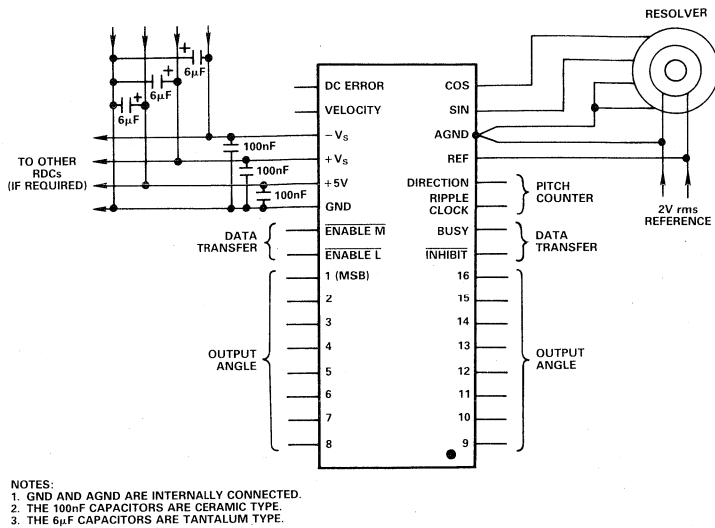 RESOLVER
+
6μF
+
6μF
+
6μF
DC ERROR
VELOCITY
−VS
+VS
+5V
GND
ENABLE M
ENABLE L
1 (MSB)
2
3
4
5
6
7
8
COS
SIN
AGND
REF
DIRECTION
RIPPLE
CLOCK
BUSY
INHIBIT
16
15
14
13
12
11
10
9
100nF
100nF
100nF
TO OTHER
RDCs
(IF REQUIRED)
DATA
TRANSFER
OUTPUT
ANGLE
PITCH
COUNTER
2V rms
REFERENCE
DATA
TRANSFER
OUTPUT
ANGLE
NOTES:
1. GND AND AGND ARE INTERNALLY CONNECTED.
2. THE 100nF CAPACITORS ARE CERAMIC TYPE.
3. THE 6μF CAPACITORS ARE TANTALUM TYPE.